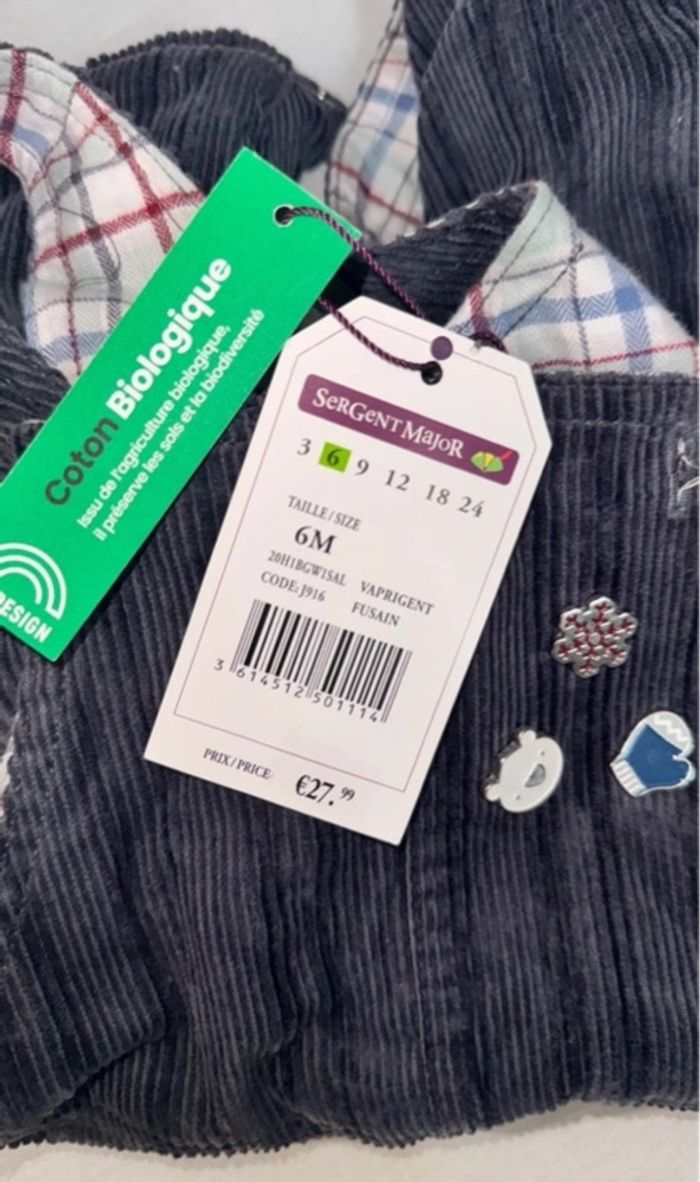 Coton Biologique
Issu de l'agriculture biologique,
il préserve les sols et la biodiversité
SERGENT MAJOR
3 6 9 12 18 24
TAILLE / SIZE
6M
20H1BGW1SAL VAPRIGENT
CODE: J916 FUSAIN
3 614512 501114
PRIX / PRICE €27.99